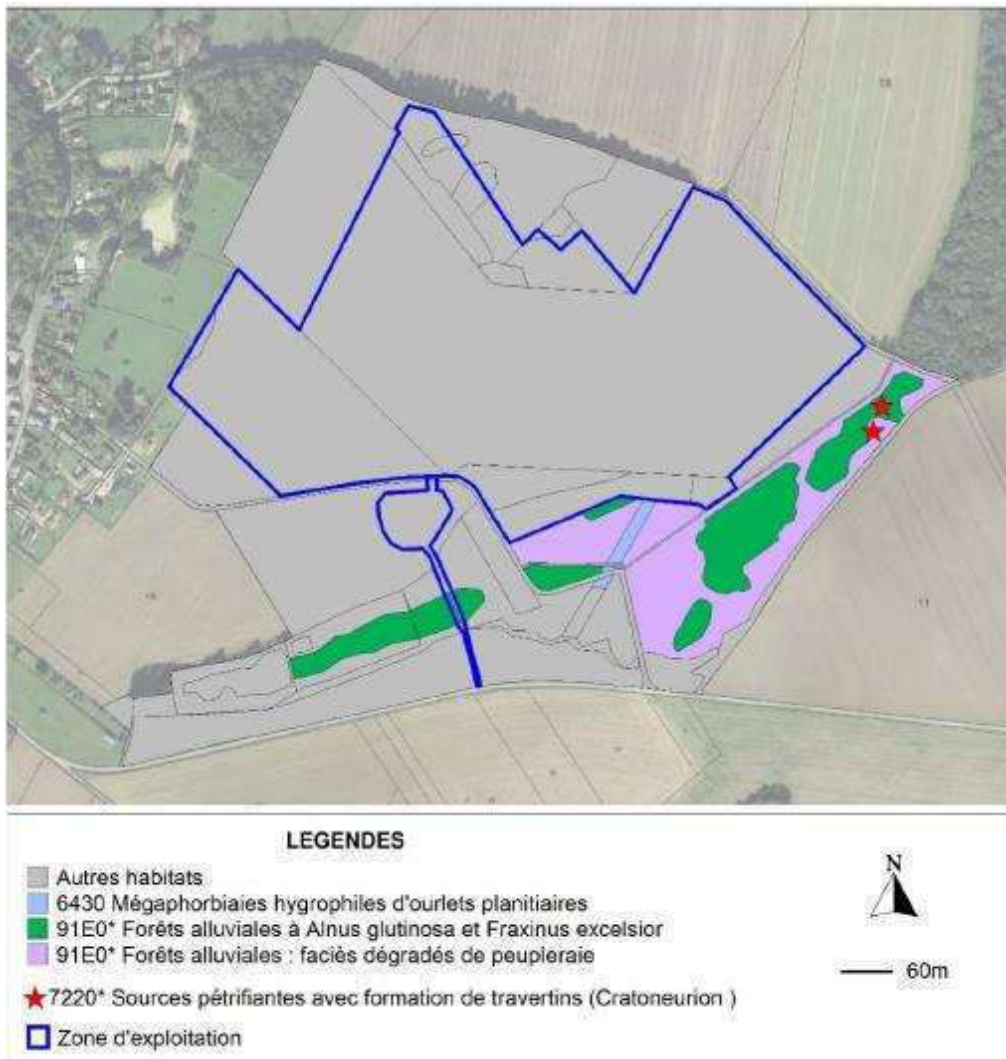 LEGENDES
Autres habitats
6430 Mégaphorbiaies hygrophiles d'ourlets planitiaires
91E0* Forêts alluviales à Alnus glutinosa et Fraxinus excelsior
91E0* Forêts alluviales : faciès dégradés de peupleraie
7220* Sources pétrifiantes avec formation de travertins (Cratoneurion )
Zone d'exploitation
N
60m